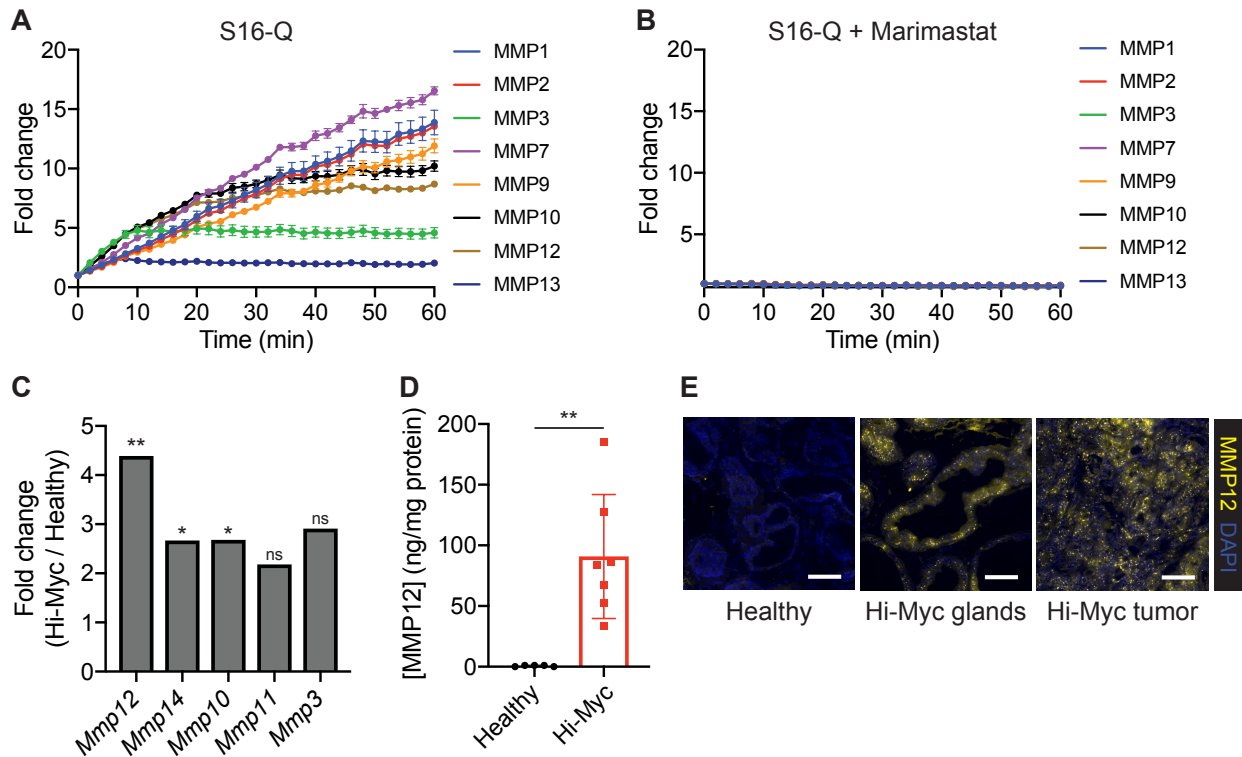 A
S16-Q
Fold change
20
15
10
5
0
0 10 20 30 40 50 60
Time (min)
MMP1
MMP2
MMP3
MMP7
MMP9
MMP10
MMP12
MMP13
B
S16-Q + Marimastat
Fold change
20
15
10
5
0 10 20 30 40 50 60
Time (min)
MMP1
MMP2
MMP3
MMP7
MMP9
MMP10
MMP12
MMP13
C
Fold change
(Hi-Myc / Healthy)
5
4
3
2
1
0
**
*
*
ns
ns
Mmp12
Mmp14
Mmp10
Mmp11
Mmp3
D
[MMP12] (ng/mg protein)
200
150
100
50
0
**
Healthy
Hi-Myc
E
Healthy
Hi-Myc glands
Hi-Myc tumor
MMP12 DAPI